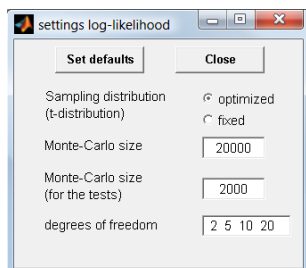 settings log-likelihood
Set defaults Close
Sampling distribution
(t-distribution)
optimized
fixed
Monte-Carlo size 20000
Monte-Carlo size
(for the tests) 2000
degrees of freedom 2 5 10 20